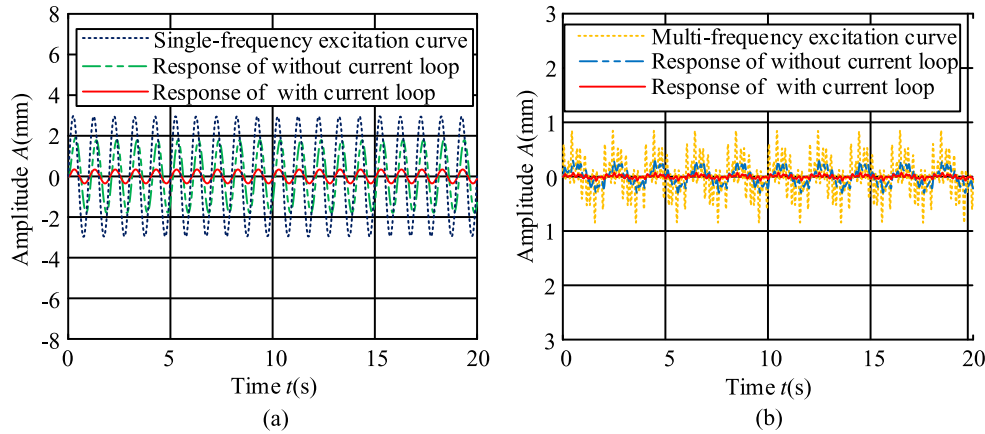 8
6
4
2
0
-2
-4
-6
-8
Amplitude A(mm)
Single-frequency excitation curve
Response of without current loop
Response of with current loop
0 5 10 15 20
Time t(s)
(a)
3
2
1
0
1
2
3
Amplitude A(mm)
Multi-frequency excitation curve
Response of without current loop
Response of with current loop
0 5 10 15 20
Time t(s)
(b)